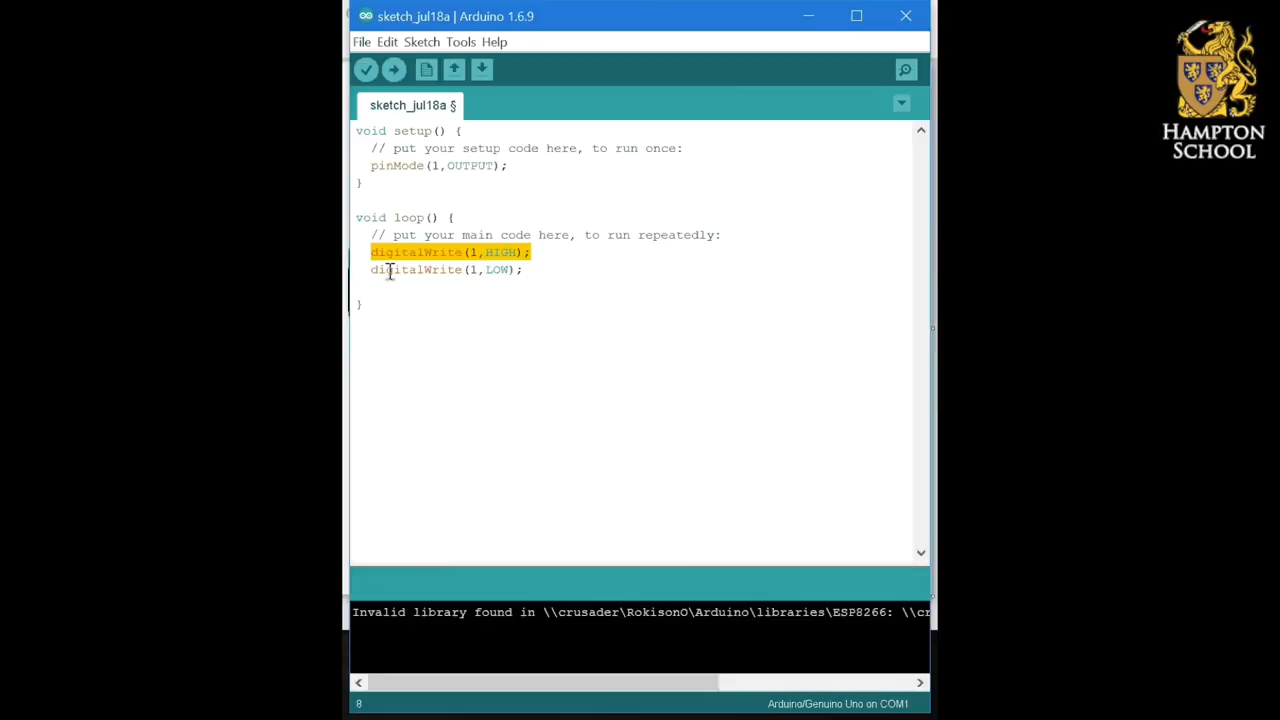 sketch_jul18a | Arduino 1.6.9
File Edit Sketch Tools Help
sketch_jul18a §
void setup() {
// put your setup code here, to run once:
pinMode(1,OUTPUT);
}
void loop() {
// put your main code here, to run repeatedly:
digitalWrite(1,HIGH);
digitalWrite(1,LOW);
}
Invalid library found in \\crusader\RokisonO\Arduino\libraries\ESP8266: \\cr
8
Arduino/Genuino Uno on COM1
HAMPTON
SCHOOL